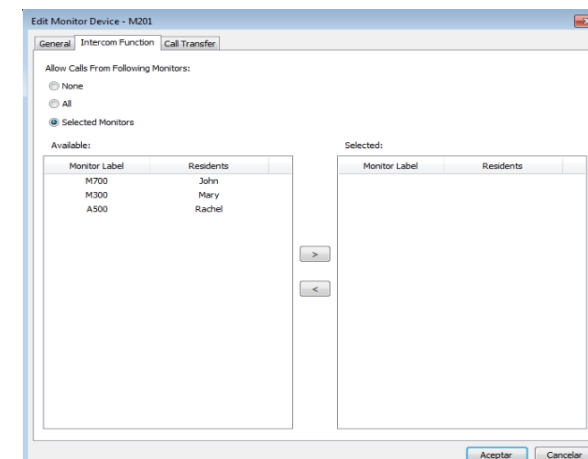 Edit Monitor Device - M201
General Intercom Function Call Transfer
Allow Calls From Following Monitors:
None
All
Selected Monitors
Available: Selected:
Monitor Label Residents Monitor Label Residents
M700 John
M300 Mary
A500 Rachel
>
<
Aceptar Cancelar